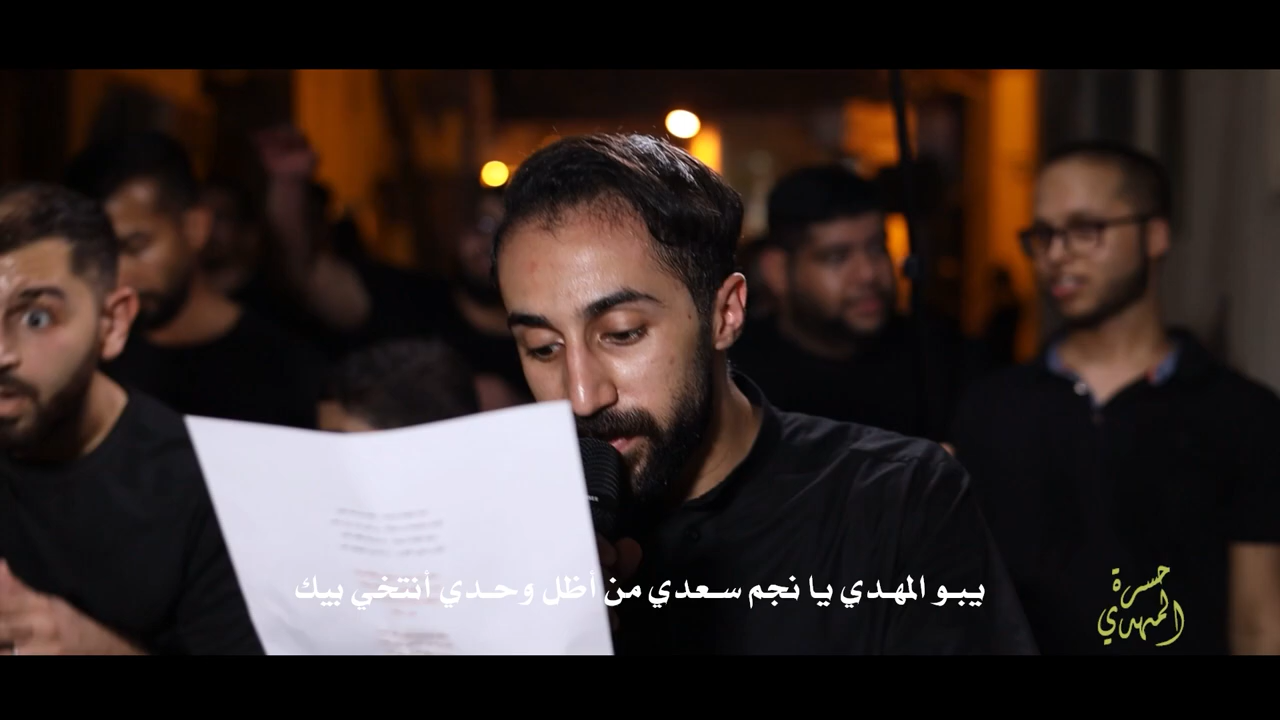 يبو المهدي يا نجم سعدي من أظل وحدي أنتخي بيك
حسرة
المهدي